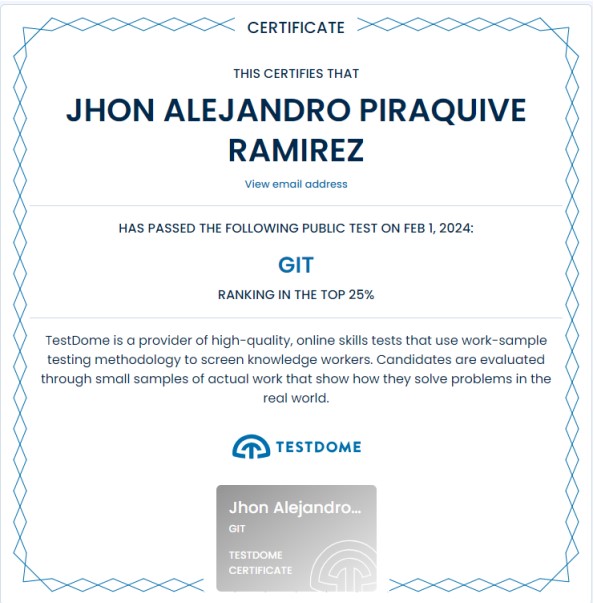 CERTIFICATE
THIS CERTIFIES THAT
JHON ALEJANDRO PIRAQUIVE
RAMIREZ
View email address
HAS PASSED THE FOLLOWING PUBLIC TEST ON FEB 1, 2024:
GIT
RANKING IN THE TOP 25%
TestDome is a provider of high-quality, online skills tests that use work-sample
testing methodology to screen knowledge workers. Candidates are evaluated
through small samples of actual work that show how they solve problems in the
real world.
TESTDOME
Jhon Alejandro...
GIT
TESTDOME
CERTIFICATE